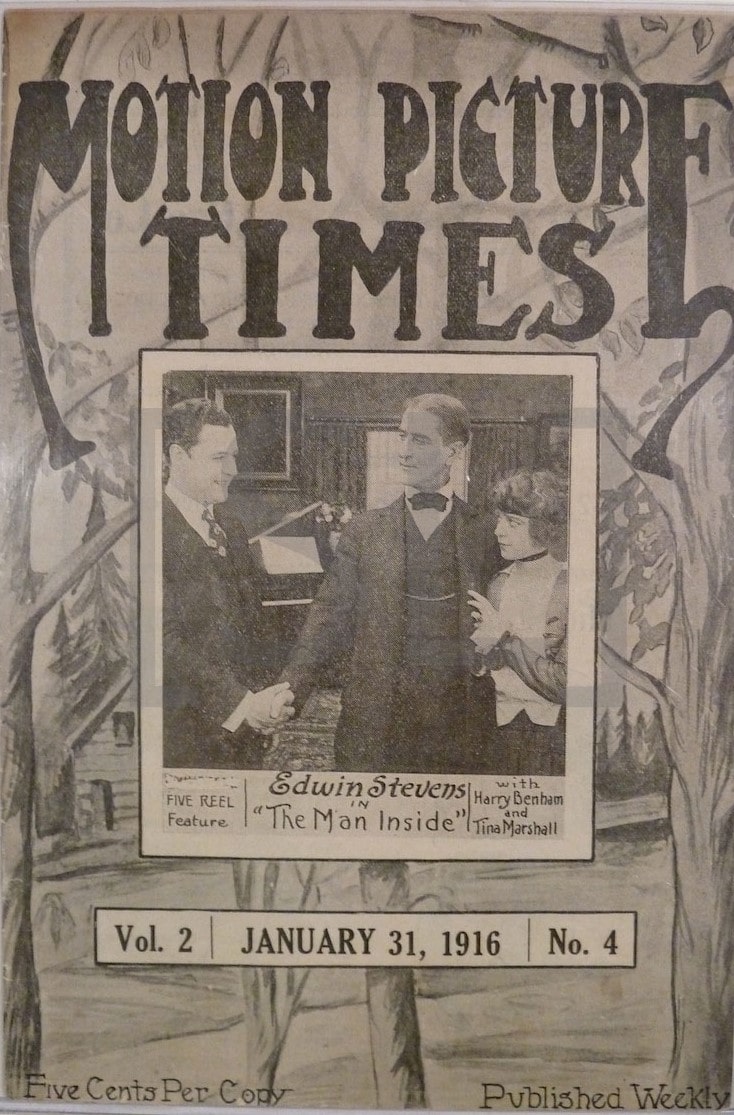 MOTION PICTURE
TIMES
FIVE REEL
Feature
Edwin Stevens
IN
"The Man Inside"
with
Harry Benham
and
Tina Marshall
Vol. 2 JANUARY 31, 1916 No. 4
Five Cents Per Copy
Published Weekly